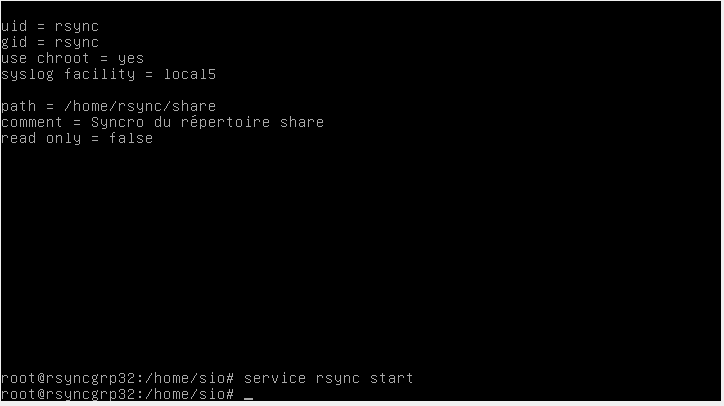 uid = rsync
gid = rsync
use chroot = yes
syslog facility = local5
path = /home/rsync/share
comment = Syncro du répertoire share
read only = false
root@rsyncgrp32:/home/sio# service rsync start
root@rsyncgrp32:/home/sio# _